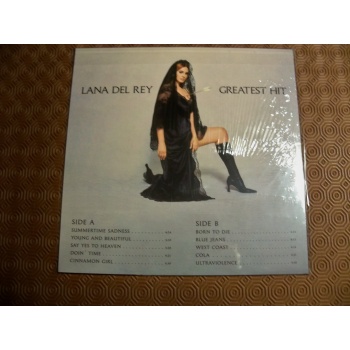 LANA DEL REY
GREATEST HIT
SIDE A
SUMMERTIME SADNESS
YOUNG AND BEAUTIFUL
SAY YES TO HEAVEN
DOIN' TIME
CINNAMON GIRL
SIDE B
BORN TO DIE
BLUE JEANS
WEST COAST
COLA
ULTRAVIOLENCE